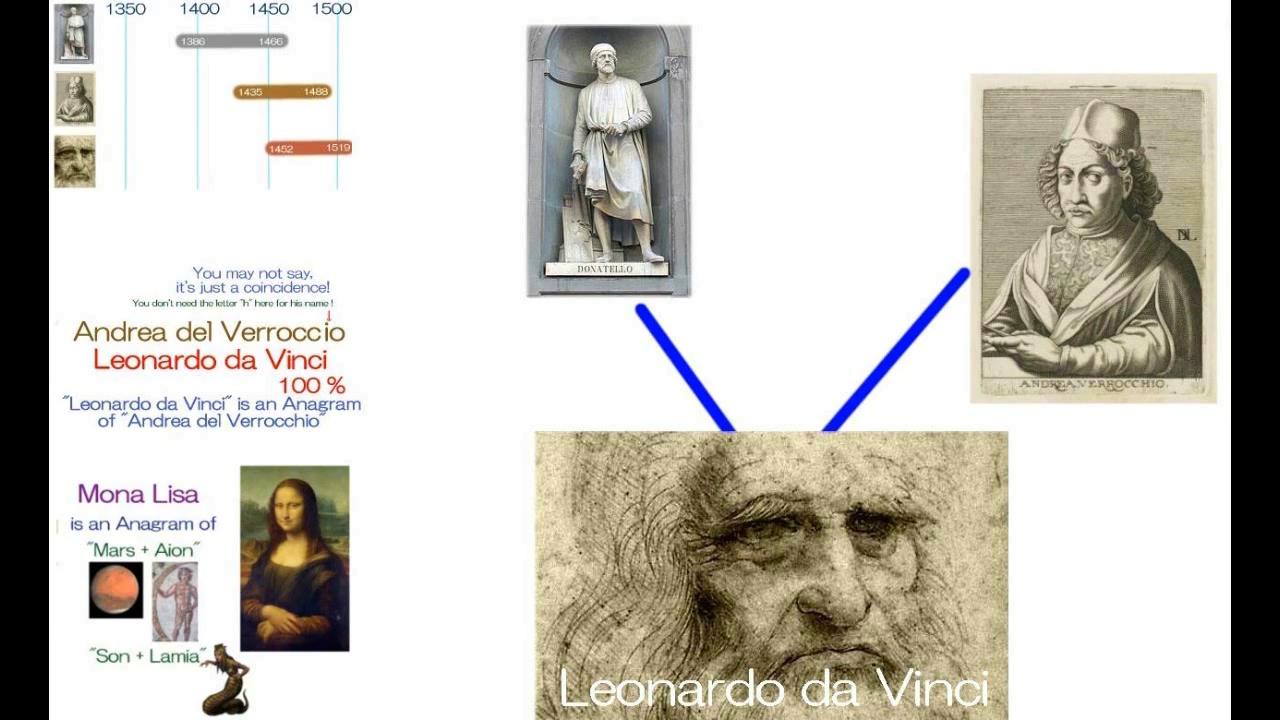 1350 1400 1450 1500
1386 1466
1435 1488
1452 1519
You may not say,
it's just a coincidence!
You don't need the letter "h" here for his name !
Andrea del Verroccio
Leonardo da Vinci
100 %
"Leonardo da Vinci" is an Anagram
of "Andrea del Verrocchio"
Mona Lisa
is an Anagram of
"Mars + Aion"
"Son + Lamia"
DONATELLO
ANDREA VERROCCHIO.
Leonardo da Vinci